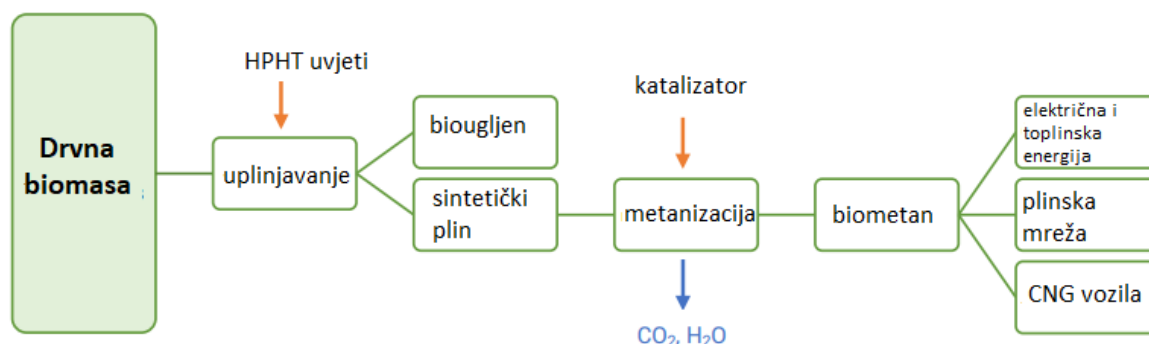 Drvna
biomasa
HPHT uvjeti
uplinjavanje
biougljen
sintetički
plin
katalizator
metanizacija
CO₂, H₂O
biometan
električna i
toplinska
energija
plinska
mreža
CNG vozila